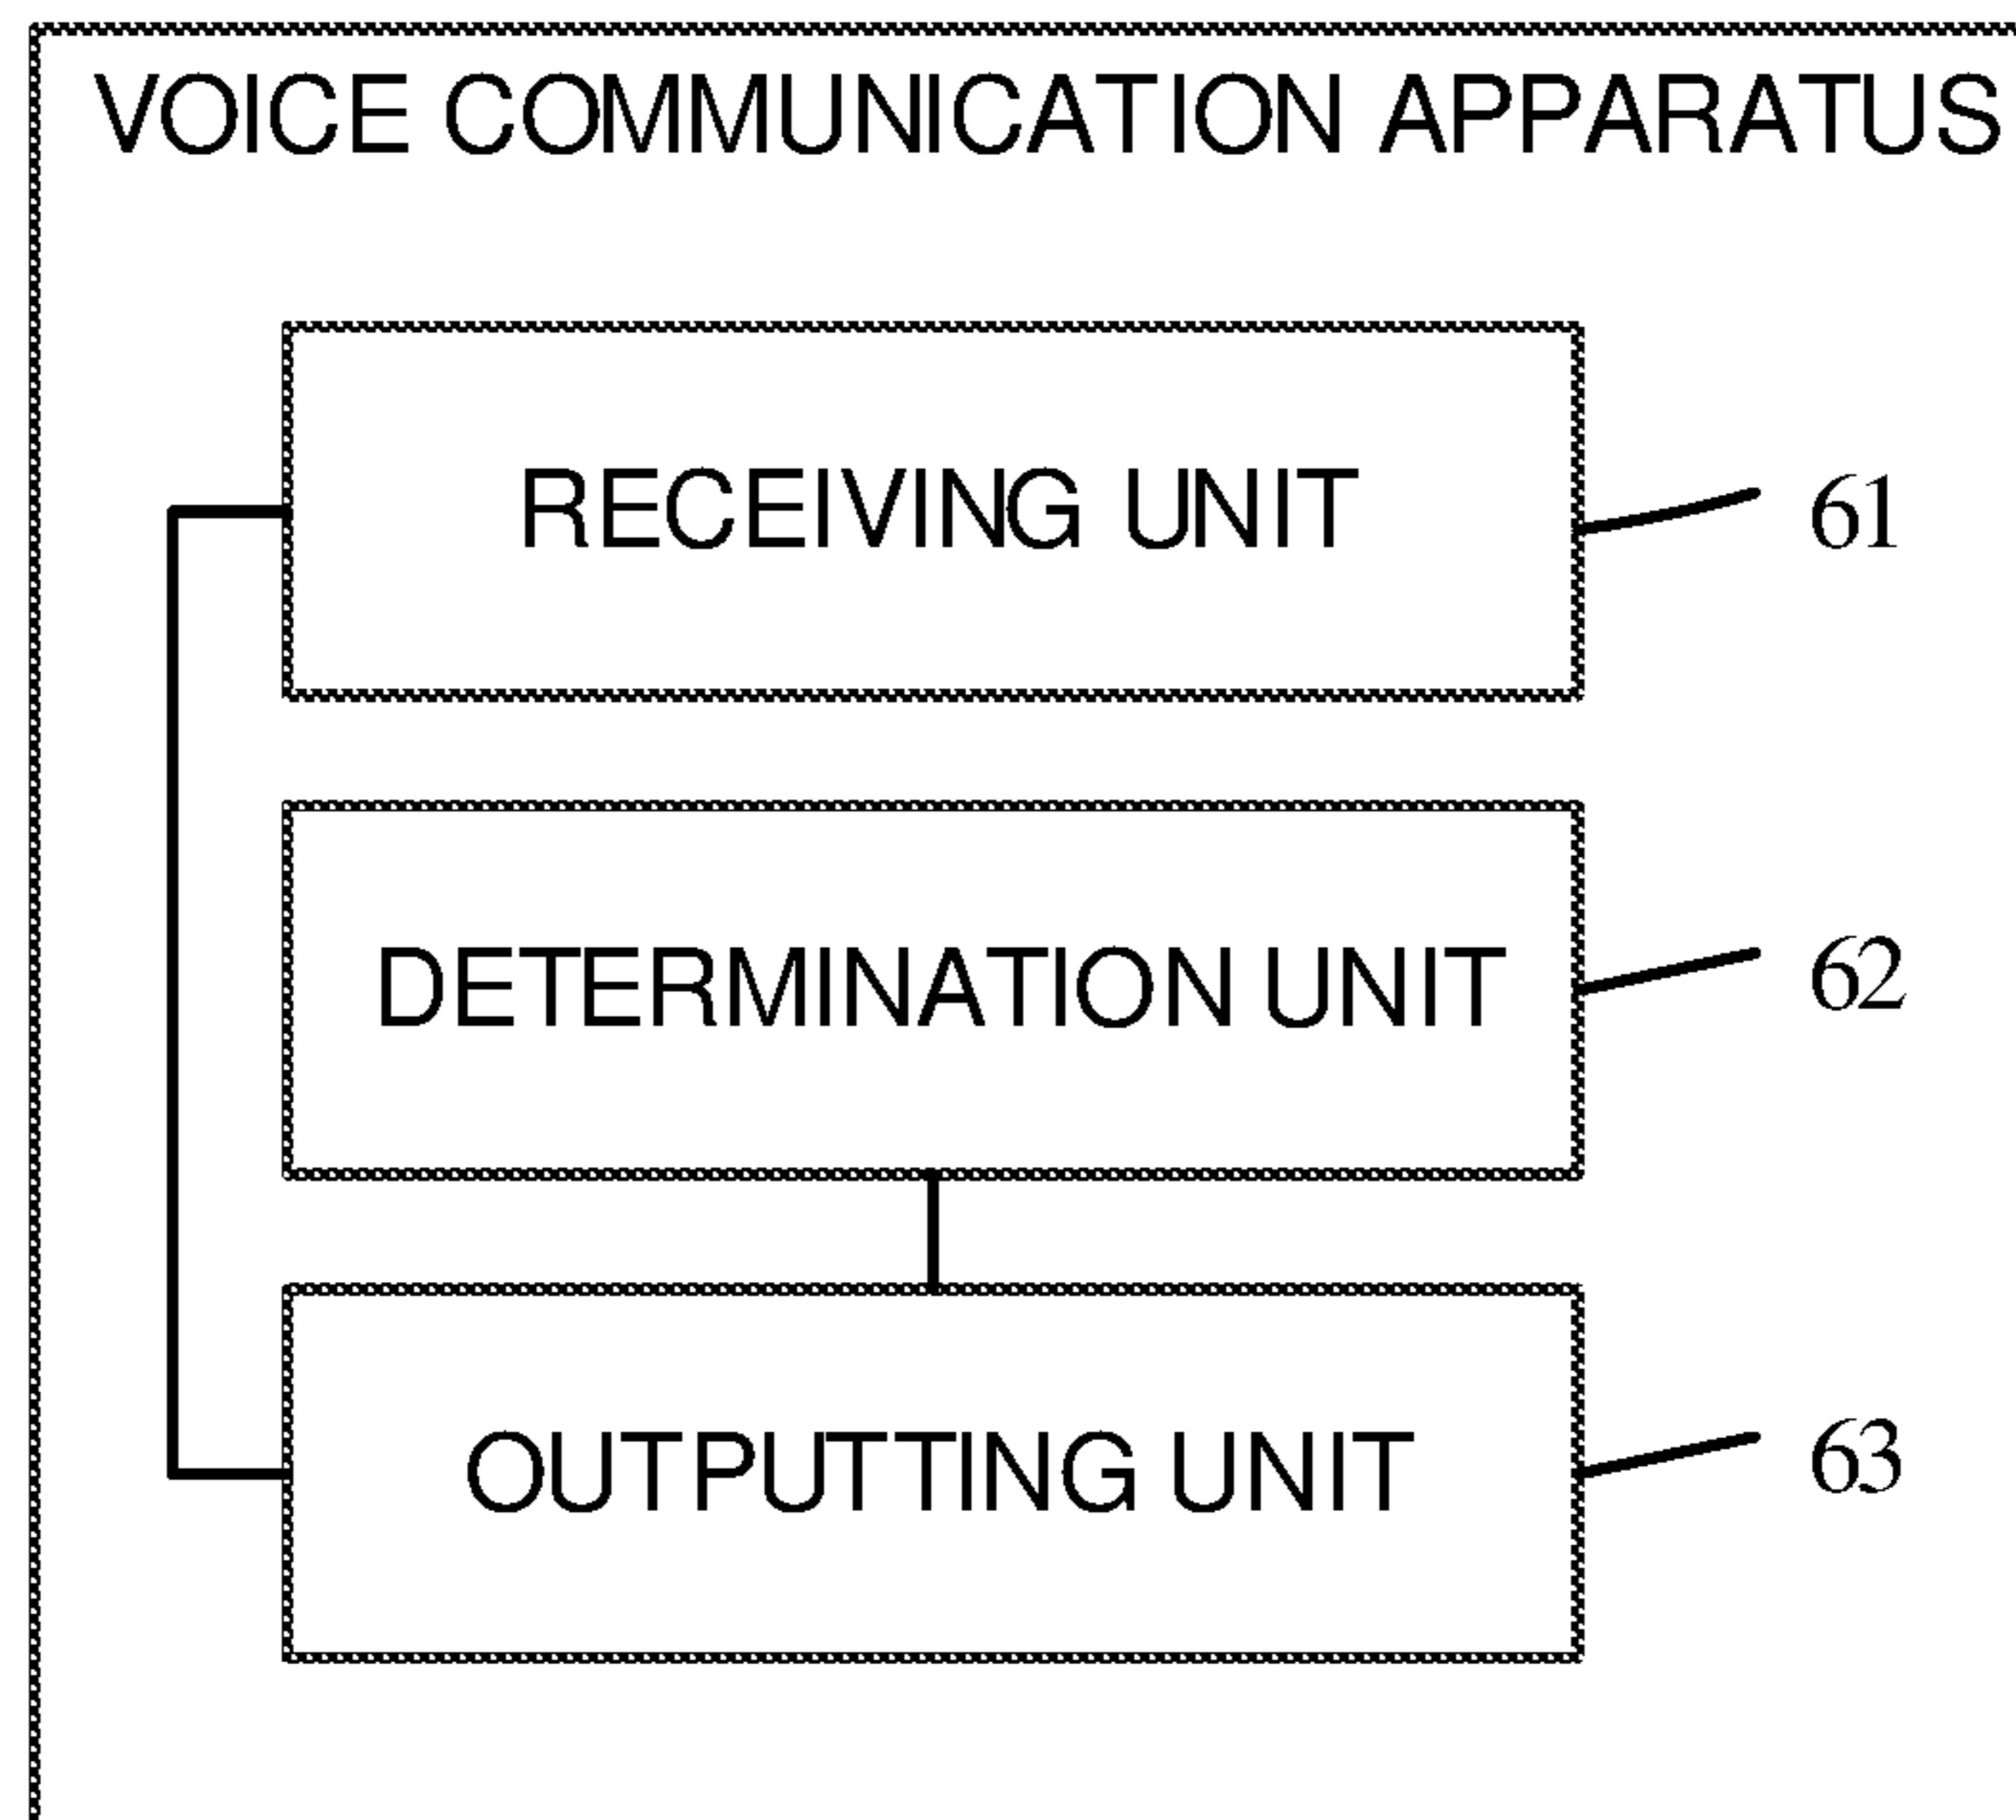 VOICE COMMUNICATION APPARATUS
RECEIVING UNIT 61
DETERMINATION UNIT 62
OUTPUTTING UNIT 63